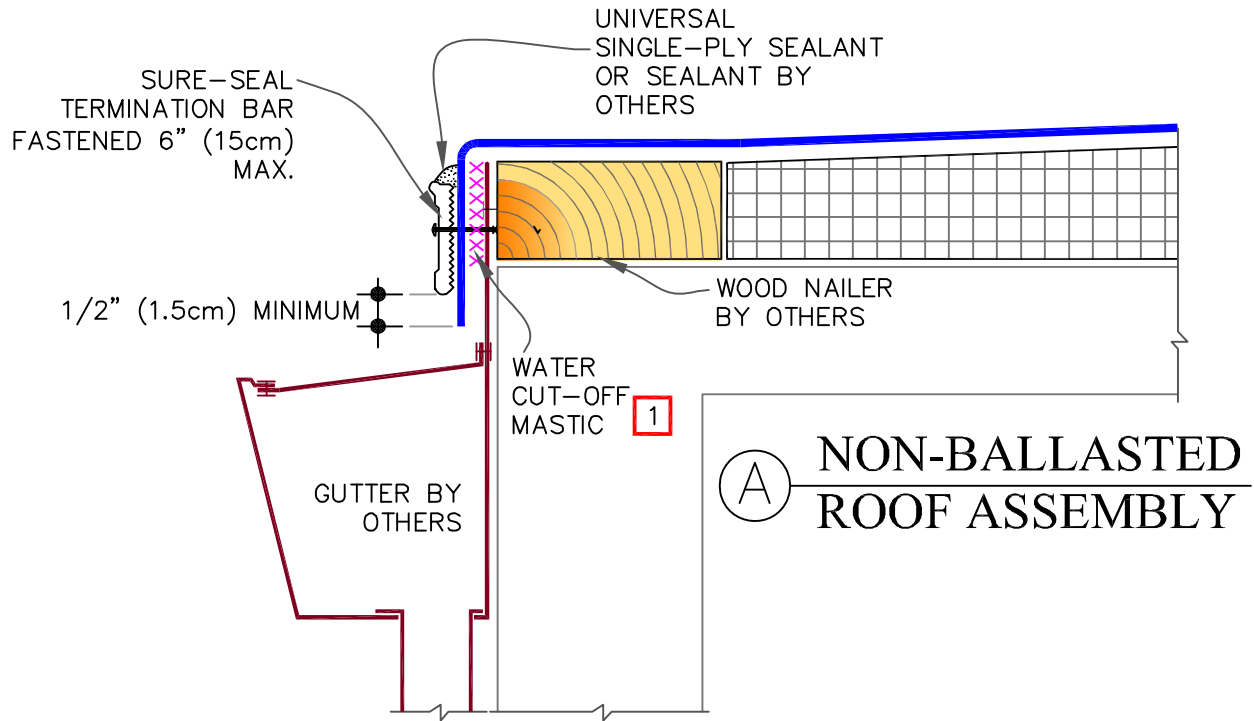 UNIVERSAL
SINGLE-PLY SEALANT
OR SEALANT BY
OTHERS
SURE-SEAL
TERMINATION BAR
FASTENED 6" (15cm)
MAX.
1/2" (1.5cm) MINIMUM
WOOD NAILER
BY OTHERS
WATER
CUT-OFF
MASTIC
1
GUTTER BY
OTHERS
A
NON-BALLASTED
ROOF ASSEMBLY